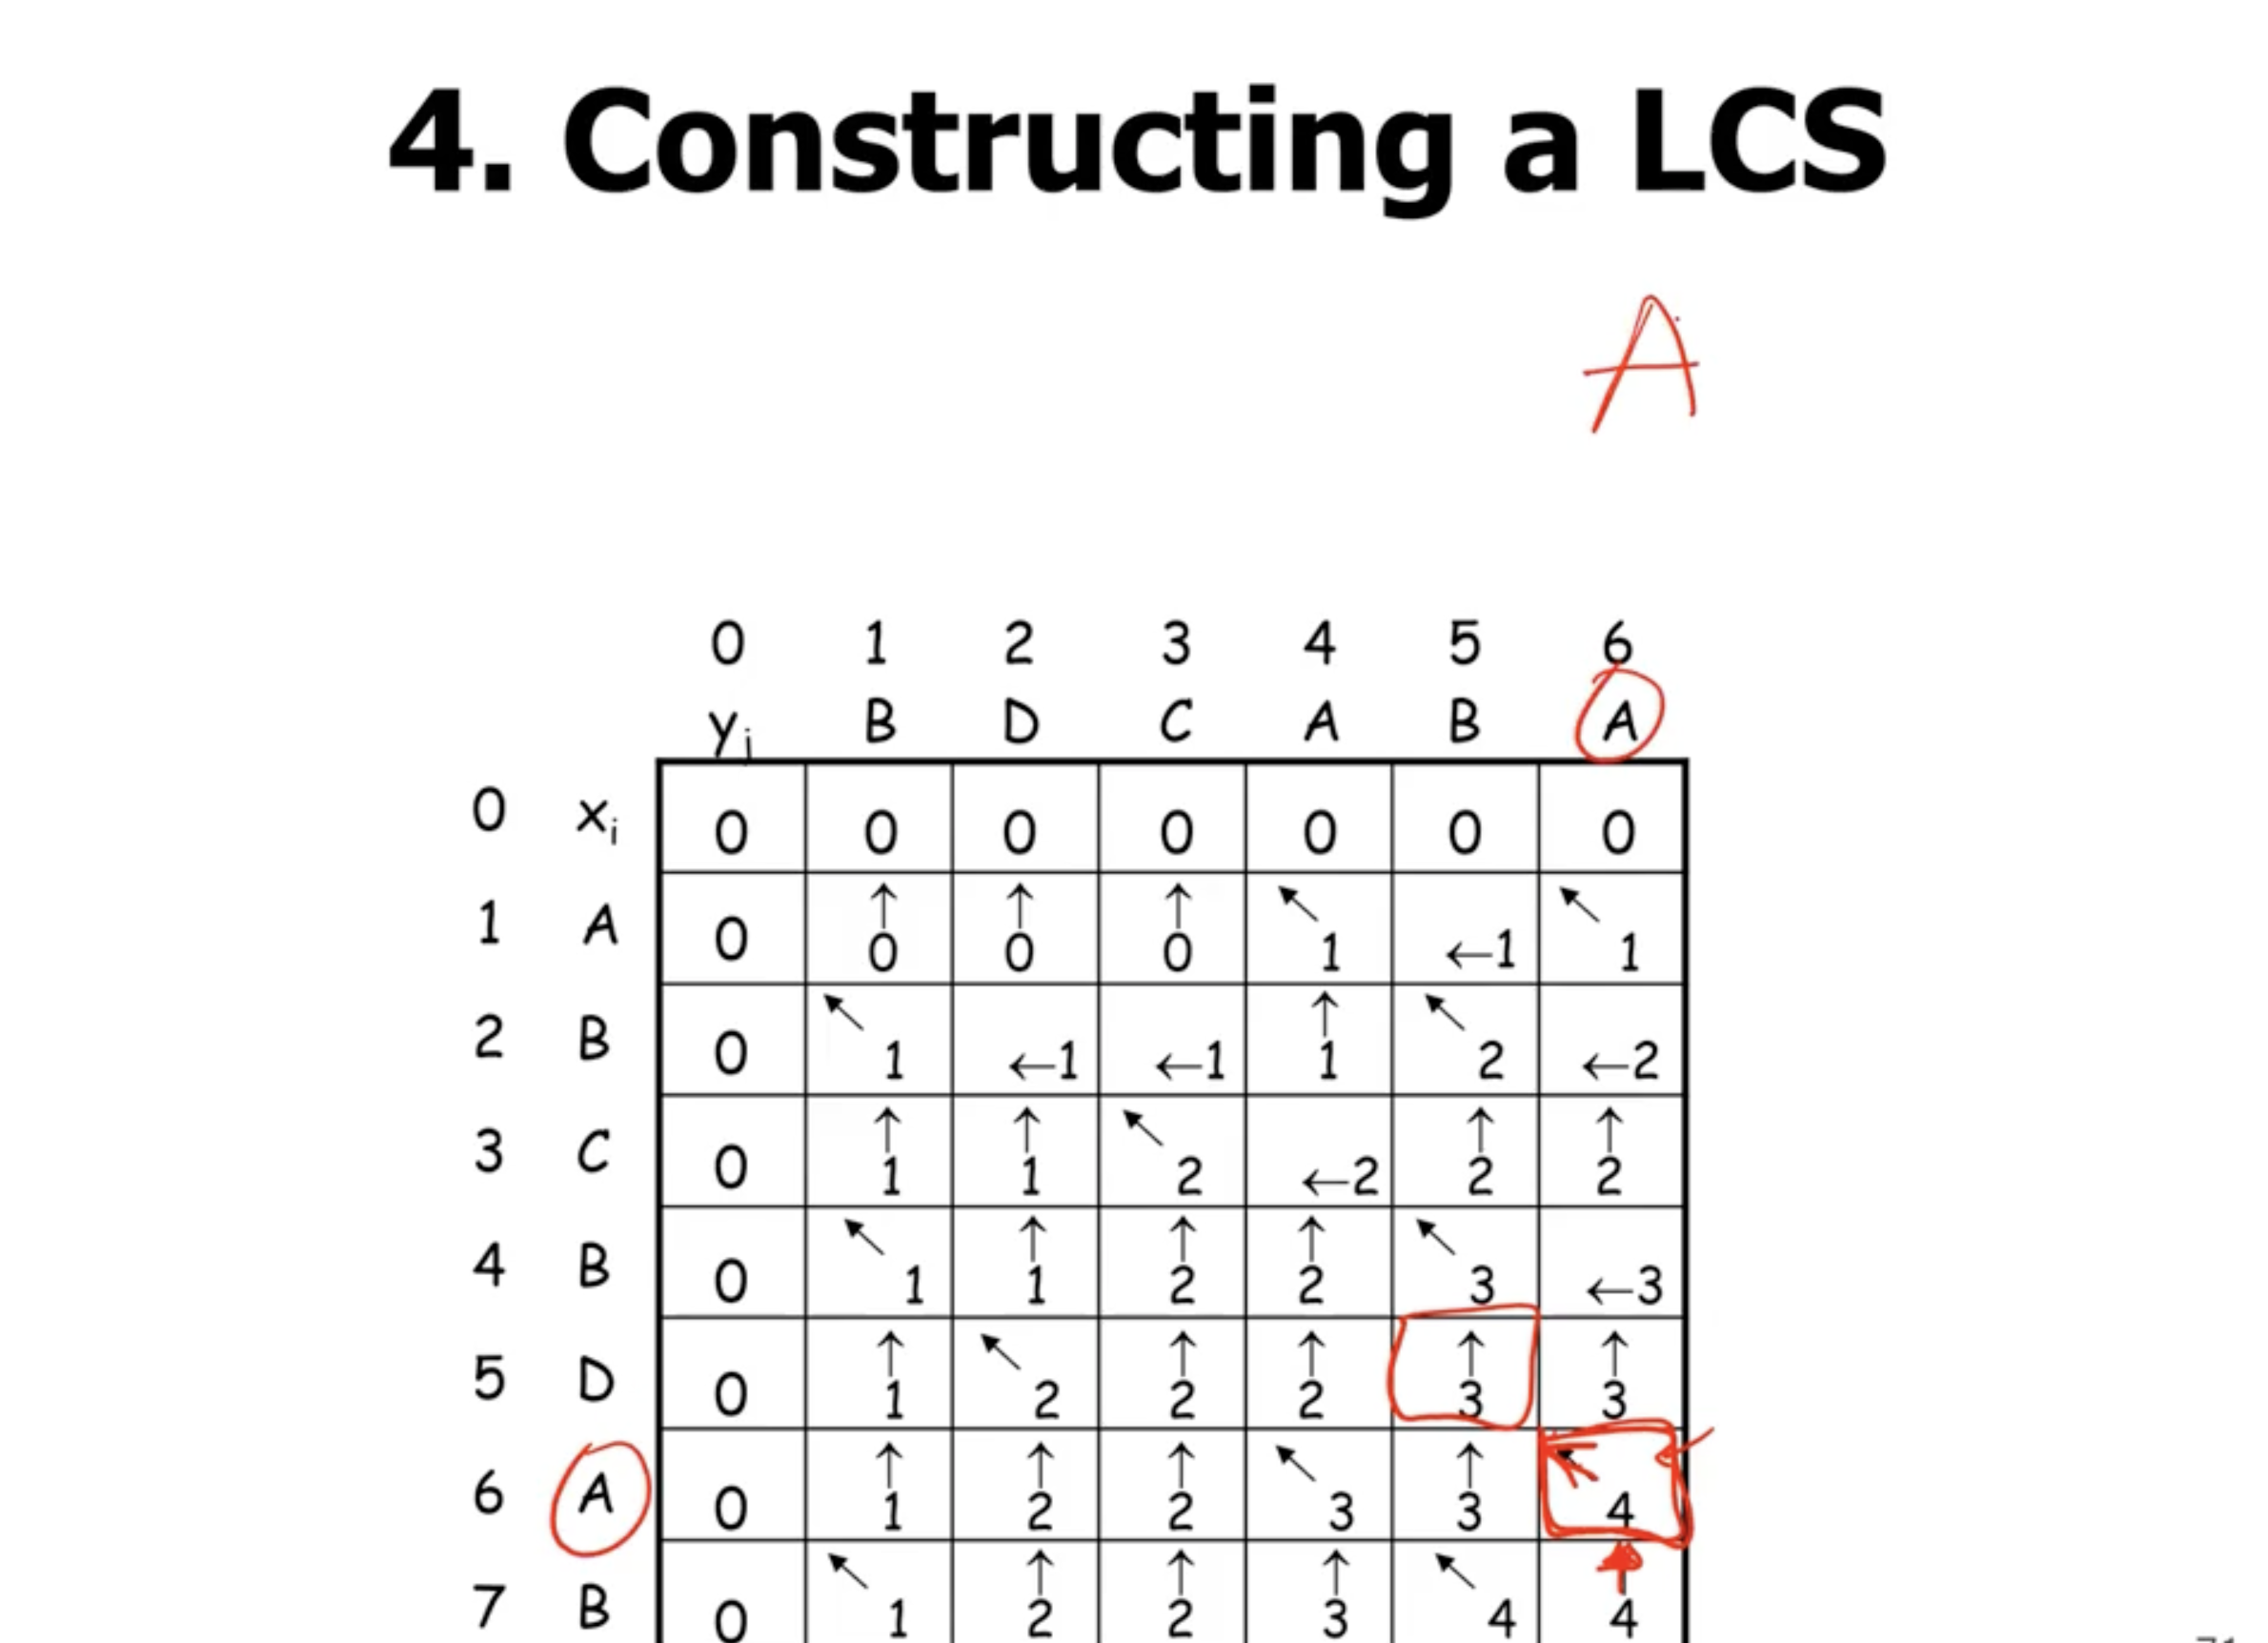 4. Constructing a LCS
A
0 1 2 3 4 5 6
yj B D C A B A
0 xi 0 0 0 0 0 0 0
1 A 0 ↑0 ↑0 ↑0 ↖1 ←1 ↖1
2 B 0 ↖1 ←1 ←1 ↑1 ↖2 ←2
3 C 0 ↑1 ↑1 ↖2 ←2 ↑2 ↑2
4 B 0 ↖1 ↑1 ↑2 ↑2 ↖3 ←3
5 D 0 ↑1 ↖2 ↑2 ↑2 ↑3 ↑3
6 A 0 ↑1 ↑2 ↑2 ↖3 ↑3 ↖4
7 B 0 ↖1 ↑2 ↑2 ↑3 ↖4 ↑4